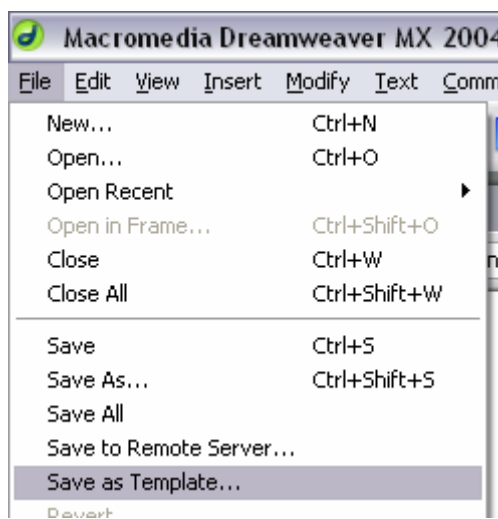 Macromedia Dreamweaver MX 2004
File Edit View Insert Modify Text Comm
New... Ctrl+N
Open... Ctrl+O
Open Recent
Open in Frame... Ctrl+Shift+O
Close Ctrl+W
Close All Ctrl+Shift+W
Save Ctrl+S
Save As... Ctrl+Shift+S
Save All
Save to Remote Server...
Save as Template...
Revert